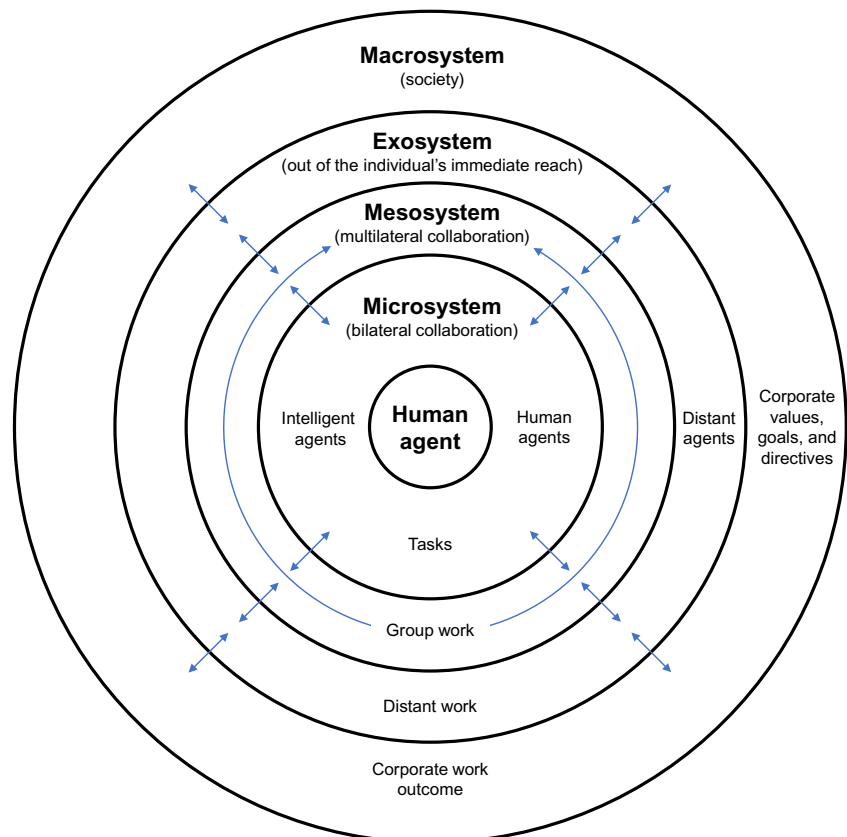 Macrosystem
(society)
Exosystem
(out of the individual’s immediate reach)
Mesosystem
(multilateral collaboration)
Microsystem
(bilateral collaboration)
Intelligent
agents
Human
agent
Human
agents
Distant
agents
Corporate
values,
goals, and
directives
Tasks
Group work
Distant work
Corporate work
outcome